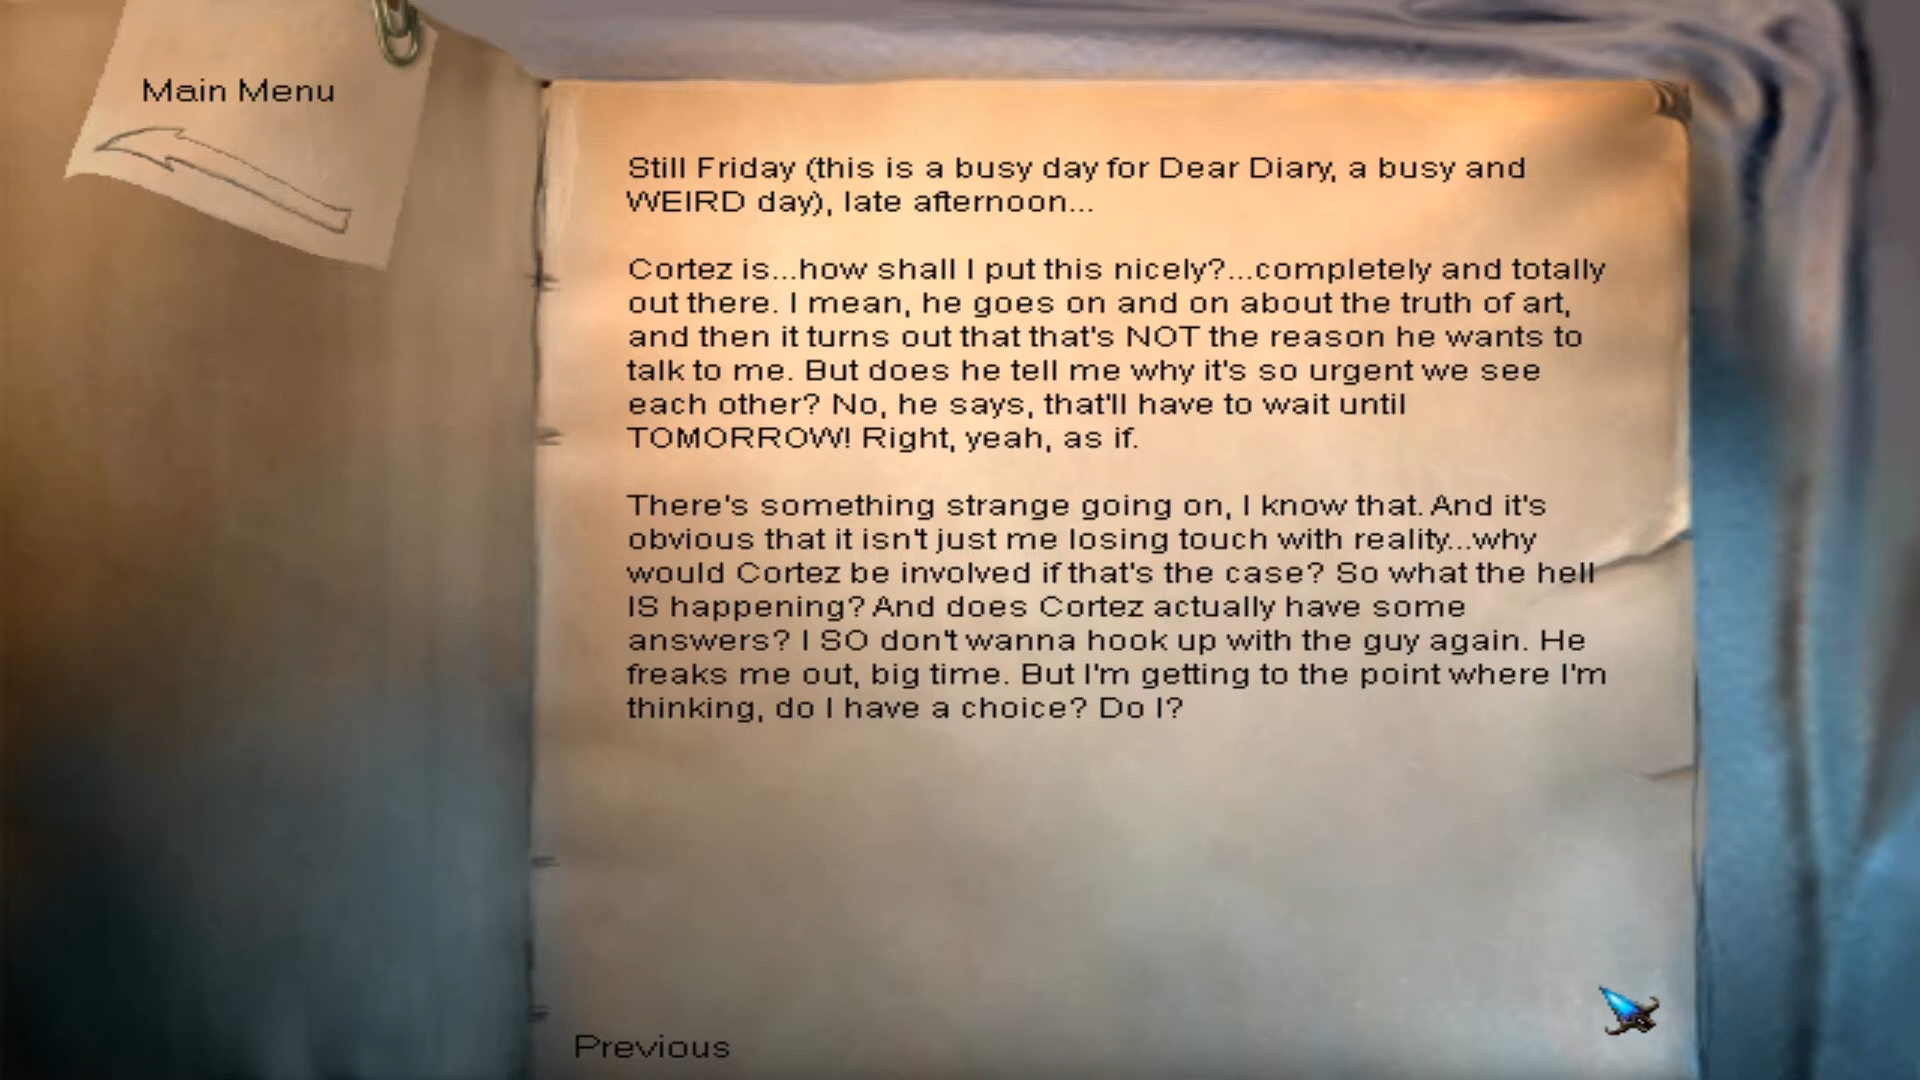 Main Menu
Still Friday (this is a busy day for Dear Diary, a busy and
WEIRD day), late afternoon...
Cortez is...how shall I put this nicely?...completely and totally
out there. I mean, he goes on and on about the truth of art,
and then it turns out that that's NOT the reason he wants to
talk to me. But does he tell me why it's so urgent we see
each other? No, he says, that'll have to wait until
TOMORROW! Right, yeah, as if.
There's something strange going on, I know that. And it's
obvious that it isn't just me losing touch with reality...why
would Cortez be involved if that's the case? So what the hell
IS happening? And does Cortez actually have some
answers? I SO don't wanna hook up with the guy again. He
freaks me out, big time. But I'm getting to the point where I'm
thinking, do I have a choice? Do I?
Previous